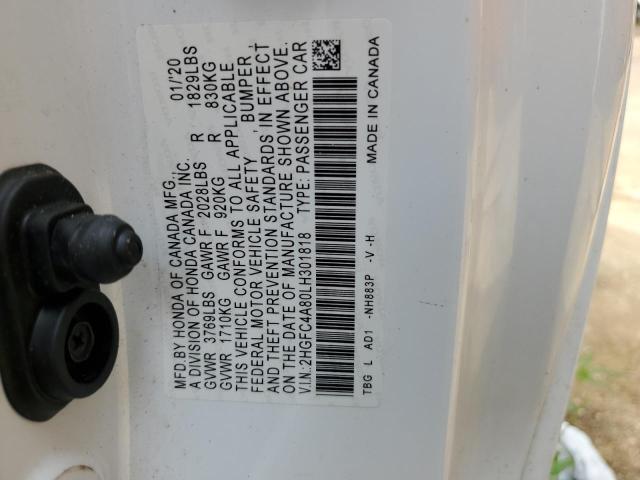 MFD.BY HONDA OF CANADA MFG., 01/'20
A DIVISION OF HONDA CANADA INC.
GVWR 3769LBS GAWR F 2028LBS R 1829LBS
GVWR 1710KG GAWR F 920KG R 830KG
THIS VEHICLE CONFORMS TO ALL APPLICABLE
FEDERAL MOTOR VEHICLE SAFETY , BUMPER ,
AND THEFT PREVENTION STANDARDS IN EFFECT
ON THE DATE OF MANUFACTURE SHOWN ABOVE.
V.I.N.:2HGFC4A80LH301818 TYPE: PASSENGER CAR
TBG L AD1 -NH883P -V -H MADE IN CANADA